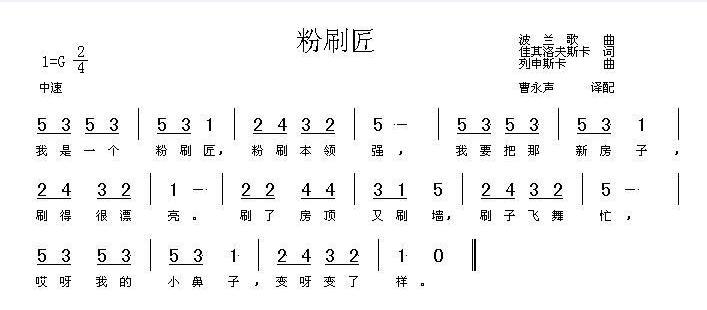 粉刷匠
波兰歌 曲
1=G 2/4 佳其洛夫斯卡 词
列申斯卡 曲
中速 曹永声 译配
5 3 5 3 | 5 3 1 | 2 4 3 2 | 5 — | 5 3 5 3 | 5 3 1 |
我是一个 粉刷匠，粉刷本领 强，我要把那 新房子，
2 4 3 2 | 1 — | 2 2 4 4 | 3 1 5 | 2 4 3 2 | 5 — |
刷得很漂 亮。刷了房顶 又刷墙，刷子飞舞 忙，
5 3 5 3 | 5 3 1 | 2 4 3 2 | 1 0 ‖
哎呀我的 小鼻子，变呀变了 样。